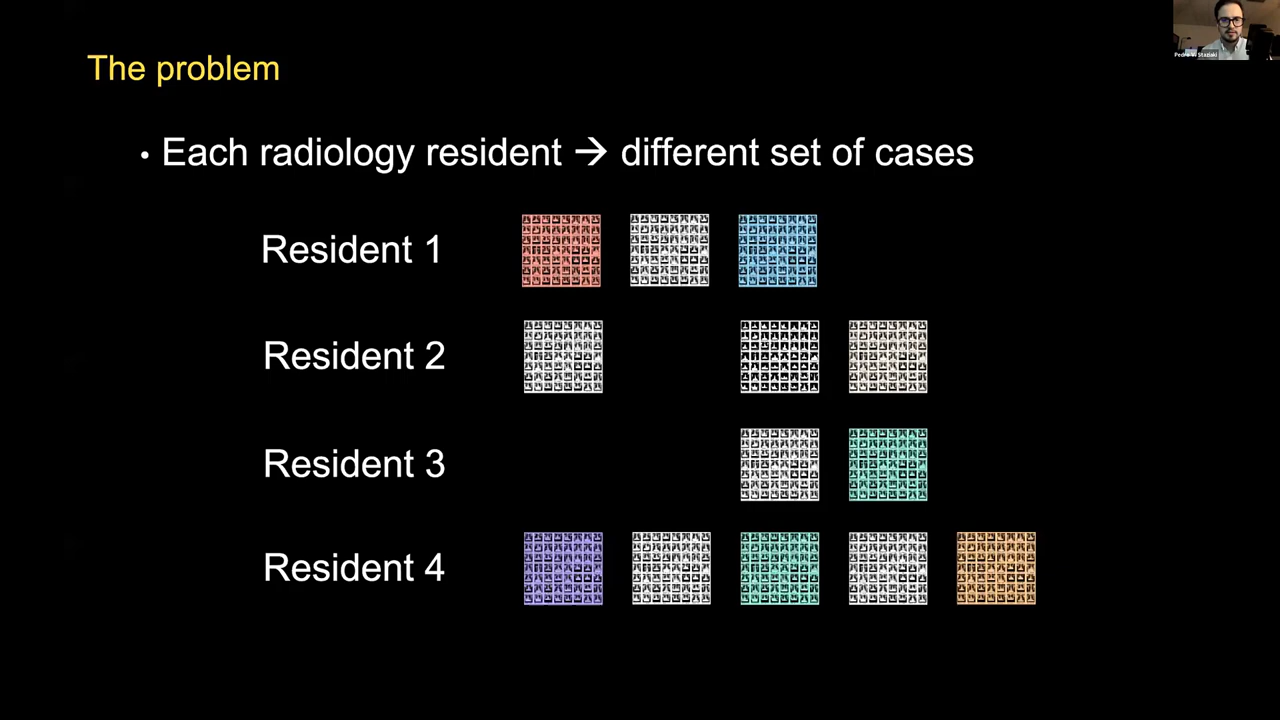 The problem
• Each radiology resident → different set of cases
Resident 1
Resident 2
Resident 3
Resident 4